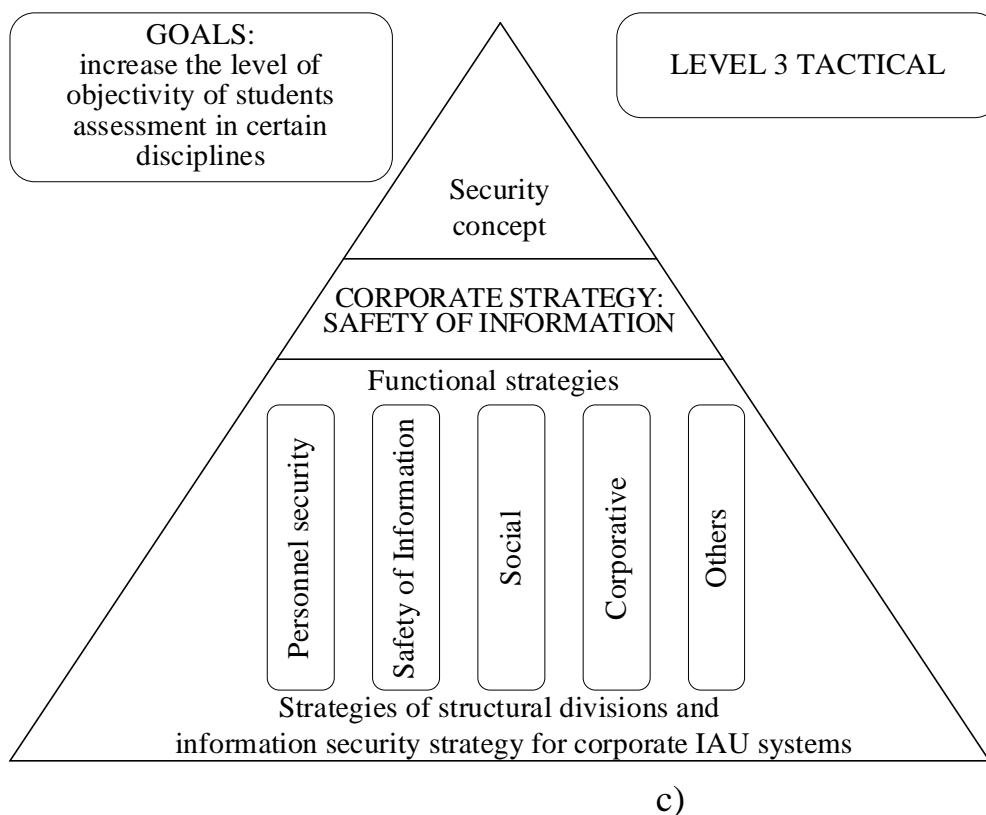 GOALS:
increase the level of
objectivity of students
assessment in certain
disciplines
LEVEL 3 TACTICAL
Security
concept
CORPORATE STRATEGY:
SAFETY OF INFORMATION
Functional strategies
Personnel security
Safety of Information
Social
Corporative
Others
Strategies of structural divisions and
information security strategy for corporate IAU systems
c)